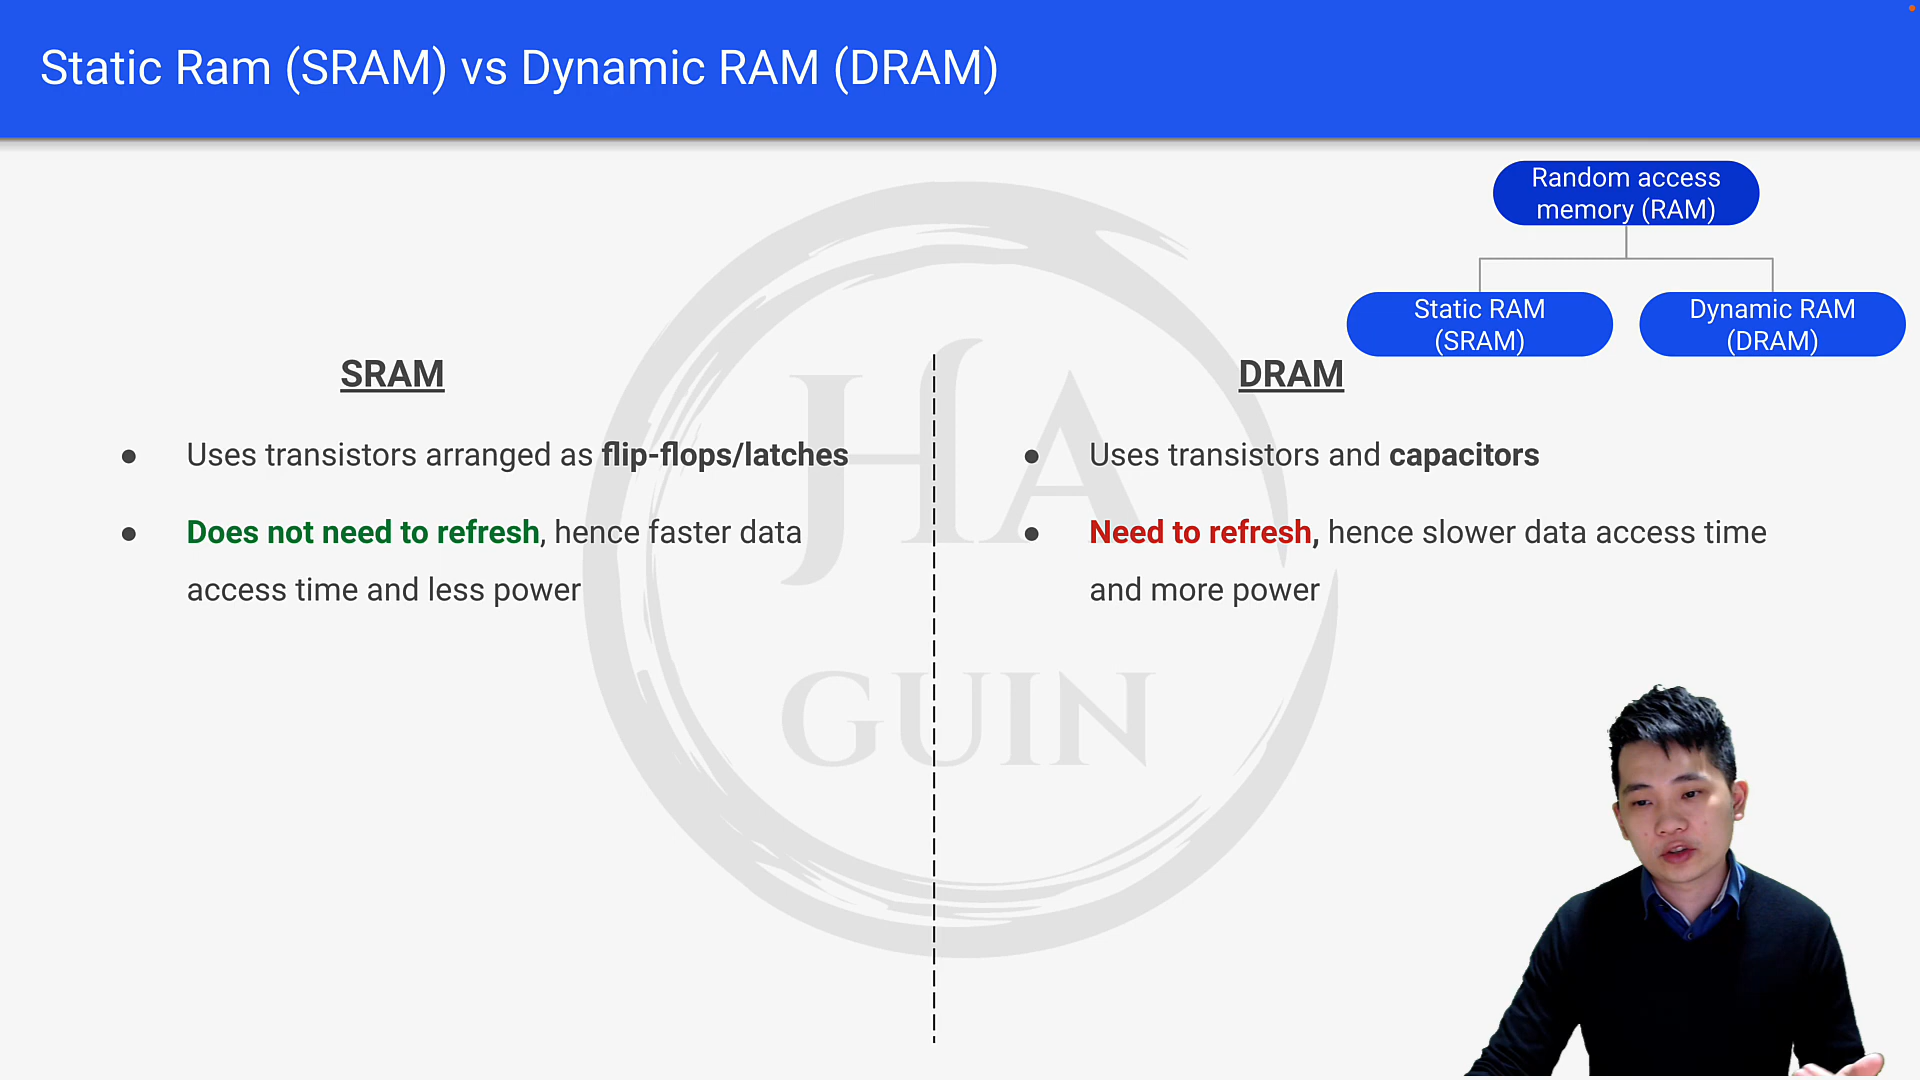 Static Ram (SRAM) vs Dynamic RAM (DRAM)
Random access
memory (RAM)
Static RAM
(SRAM)
Dynamic RAM
(DRAM)
SRAM
● Uses transistors arranged as flip-flops/latches
● Does not need to refresh, hence faster data
access time and less power
DRAM
● Uses transistors and capacitors
● Need to refresh, hence slower data access time
and more power
HA
GUIN